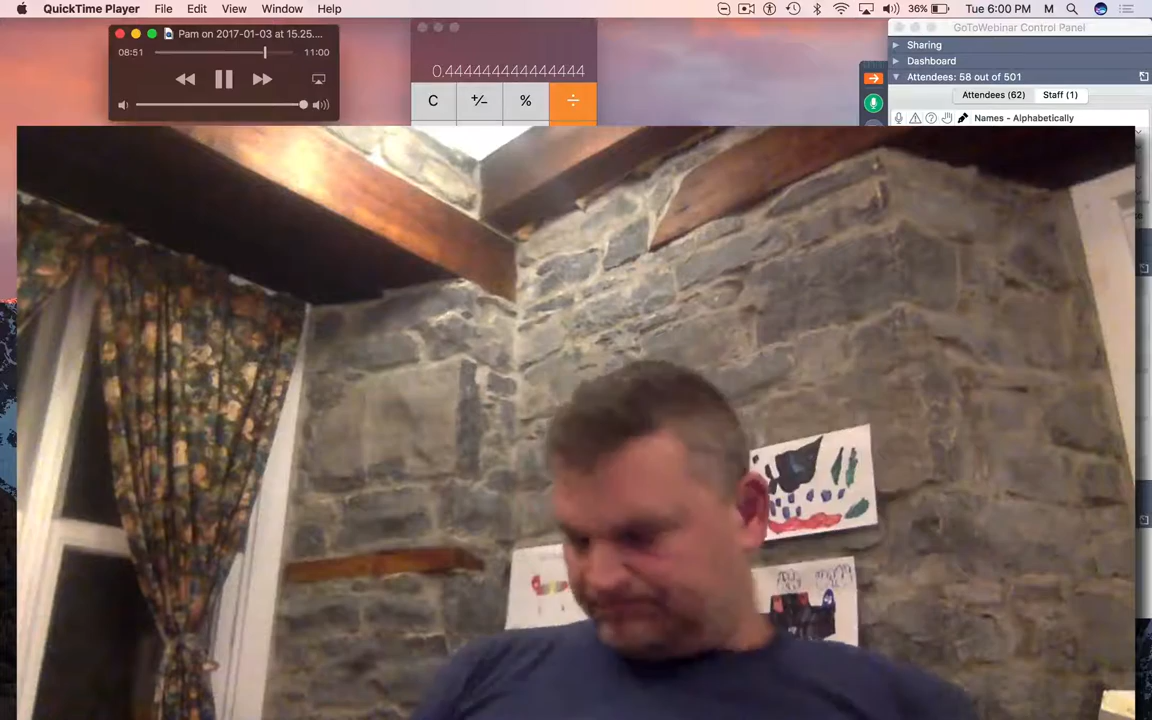 QuickTime Player File Edit View Window Help 36% Tue 6:00 PM M
Pam on 2017-01-03 at 15.25....
08:51 11:00
0.444444444444444
C +/- % ÷
GoToWebinar Control Panel
Sharing
Dashboard
Attendees: 58 out of 501
Attendees (62) Staff (1)
Names - Alphabetically